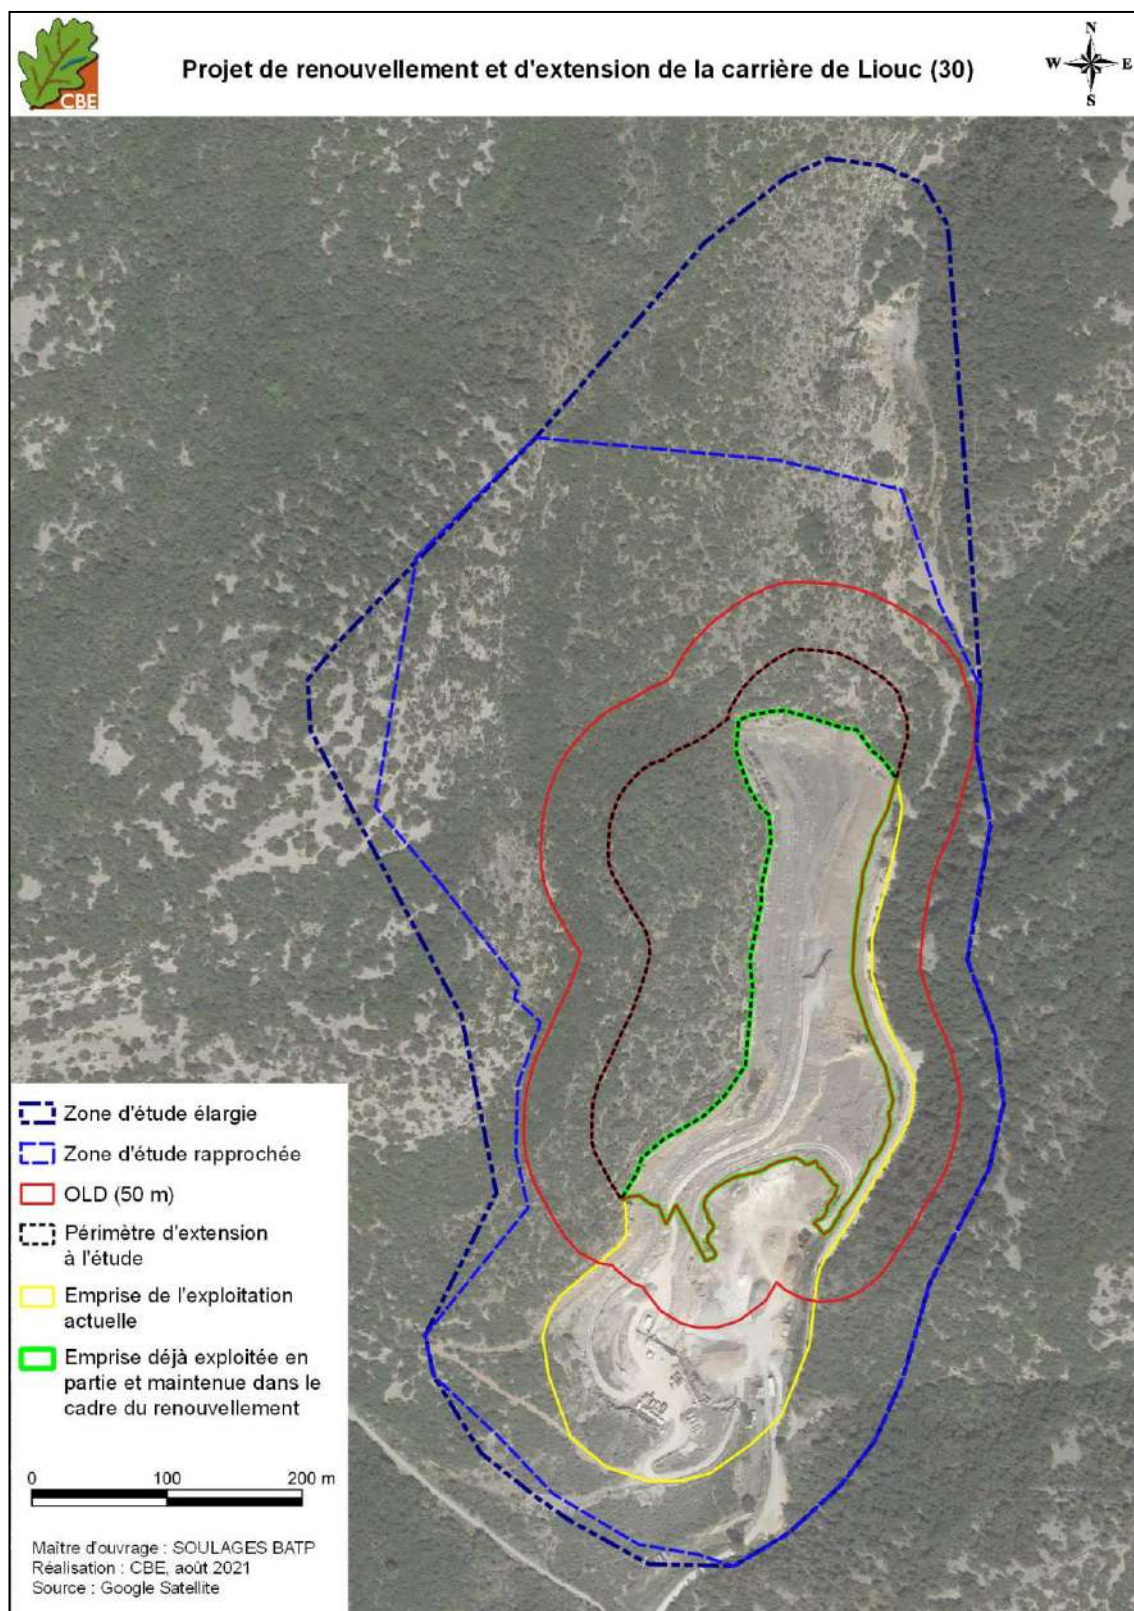 CBE
Projet de renouvellement et d'extension de la carrière de Liouc (30)
N
W
E
S
Zone d'étude élargie
Zone d'étude rapprochée
OLD (50 m)
Périmètre d'extension
à l'étude
Emprise de l'exploitation
actuelle
Emprise déjà exploitée en
partie et maintenue dans le
cadre du renouvellement
0 100 200 m
Maître d'ouvrage : SOULAGES BATP
Réalisation : CBE, août 2021
Source : Google Satellite